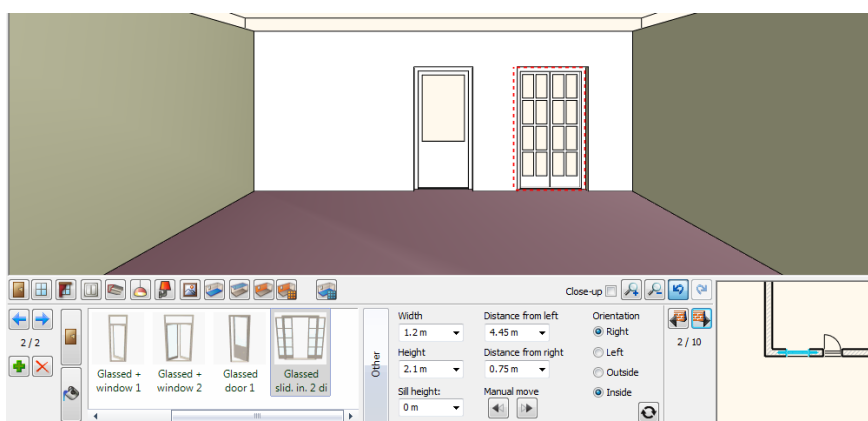 Close-up
2 / 2
Glassed +
window 1
Glassed +
window 2
Glassed
door 1
Glassed
slid. in. 2 di
Other
Width
1.2 m
Height
2.1 m
Sill height:
0 m
Distance from left
4.45 m
Distance from right
0.75 m
Manual move
Orientation
Right
Left
Outside
Inside
2 / 10